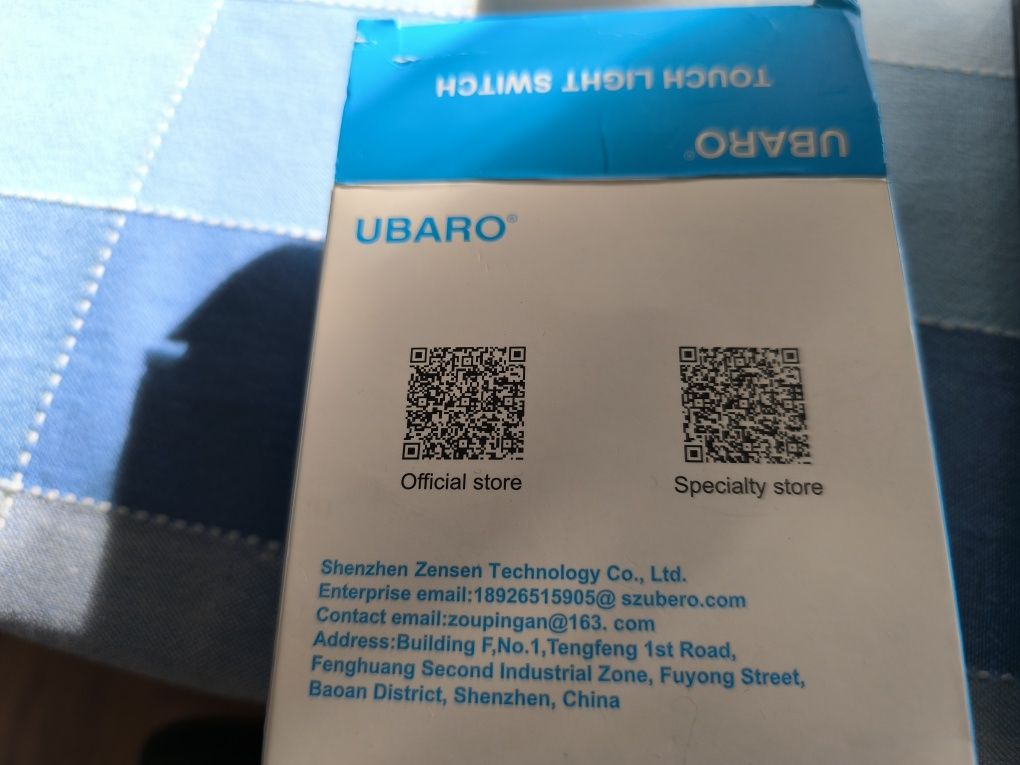 TOUCH LIGHT SWITCH
UBARO®
UBARO®
Official store
Specialty store
Shenzhen Zensen Technology Co., Ltd.
Enterprise email:18926515905@ szubero.com
Contact email:zoupingan@163. com
Address:Building F,No.1,Tengfeng 1st Road,
Fenghuang Second Industrial Zone, Fuyong Street,
Baoan District, Shenzhen, China